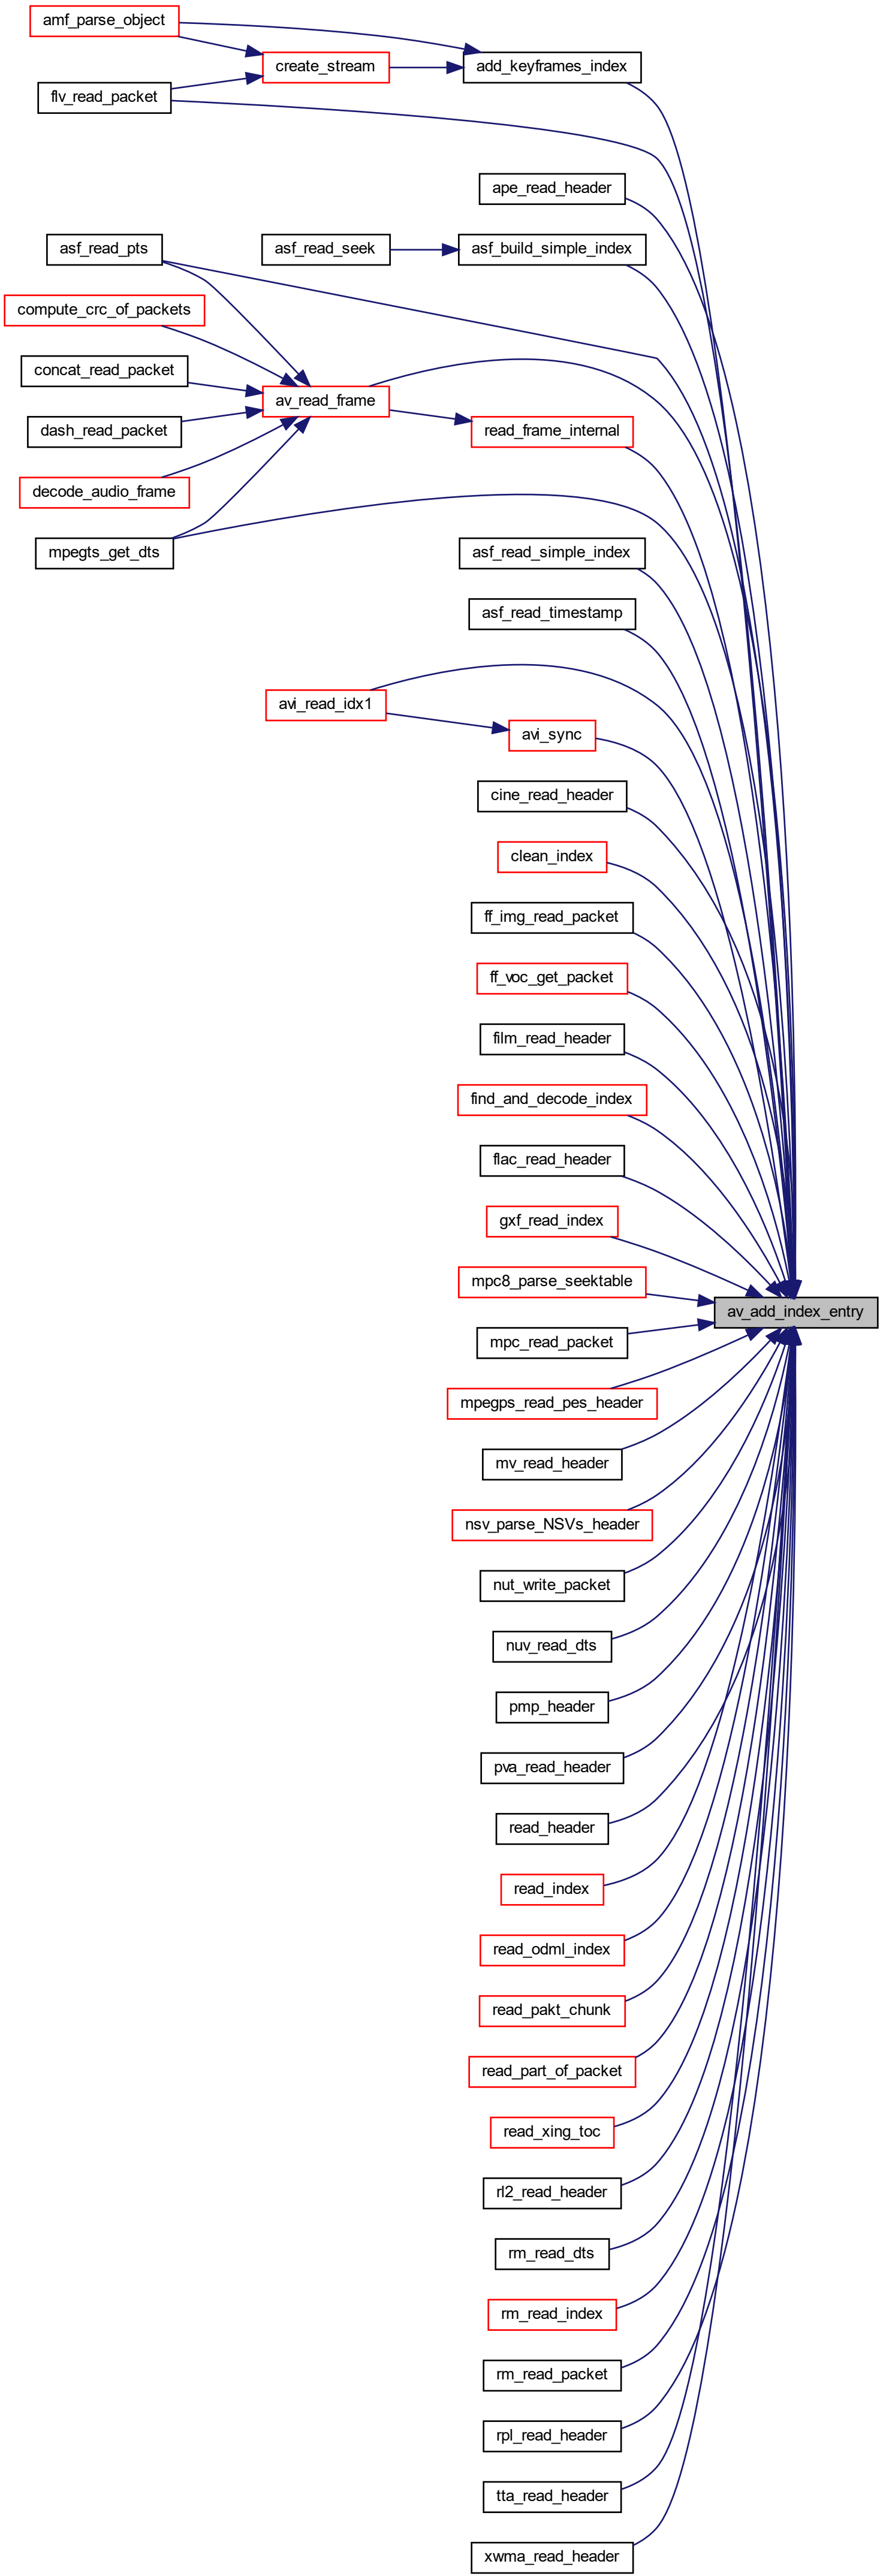 amf_parse_object
create_stream
add_keyframes_index
flv_read_packet
ape_read_header
asf_read_pts
asf_read_seek
asf_build_simple_index
compute_crc_of_packets
concat_read_packet
av_read_frame
dash_read_packet
read_frame_internal
decode_audio_frame
mpegts_get_dts
asf_read_simple_index
asf_read_timestamp
avi_read_idx1
avi_sync
cine_read_header
clean_index
ff_img_read_packet
ff_voc_get_packet
film_read_header
find_and_decode_index
flac_read_header
gxf_read_index
mpc8_parse_seektable
av_add_index_entry
mpc_read_packet
mpegps_read_pes_header
mv_read_header
nsv_parse_NSVs_header
nut_write_packet
nuv_read_dts
pmp_header
pva_read_header
read_header
read_index
read_odml_index
read_pakt_chunk
read_part_of_packet
read_xing_toc
rl2_read_header
rm_read_dts
rm_read_index
rm_read_packet
rpl_read_header
tta_read_header
xwma_read_header